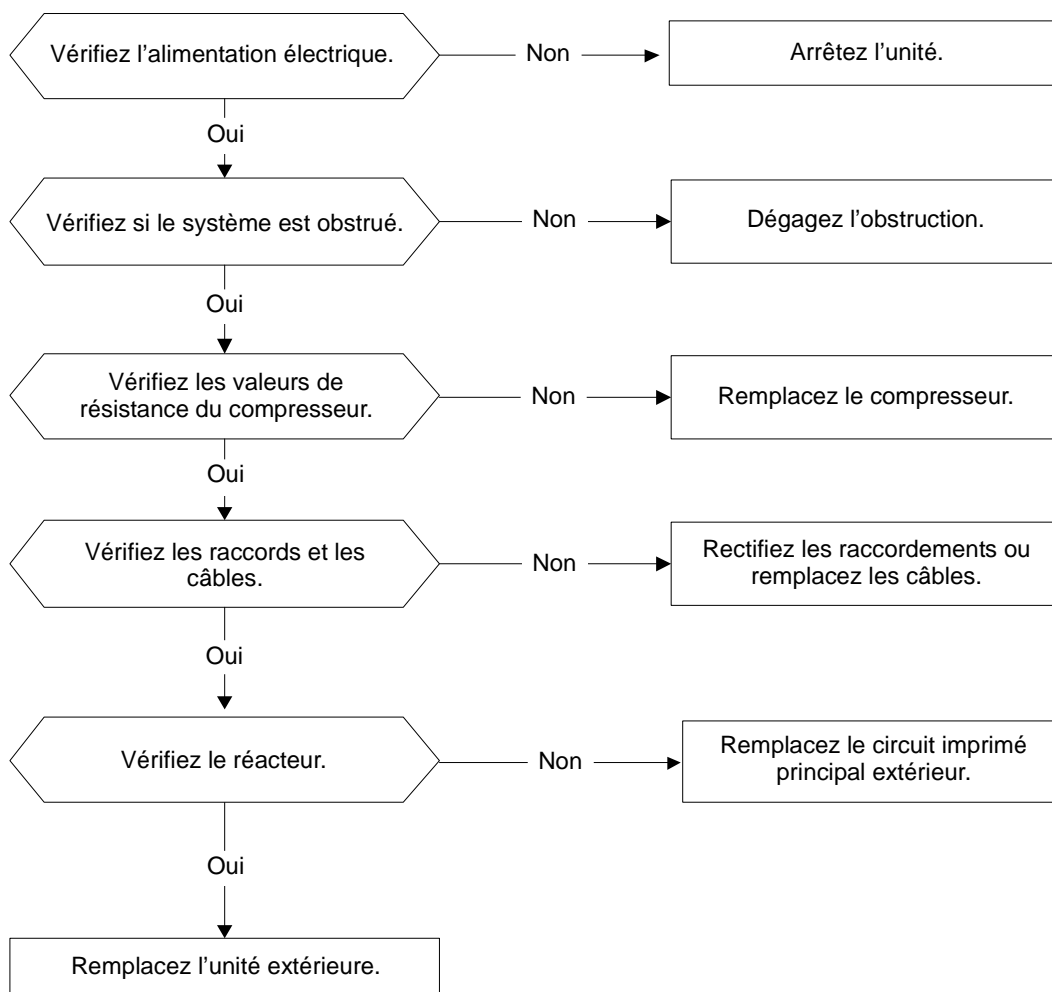 Vérifiez l’alimentation électrique.
Non
Arrêtez l’unité.
Oui
Vérifiez si le système est obstrué.
Non
Dégagez l’obstruction.
Oui
Vérifiez les valeurs de
résistance du compresseur.
Non
Remplacez le compresseur.
Oui
Vérifiez les raccords et les
câbles.
Non
Rectifiez les raccordements ou
remplacez les câbles.
Oui
Vérifiez le réacteur.
Non
Remplacez le circuit imprimé
principal extérieur.
Oui
Remplacez l’unité extérieure.